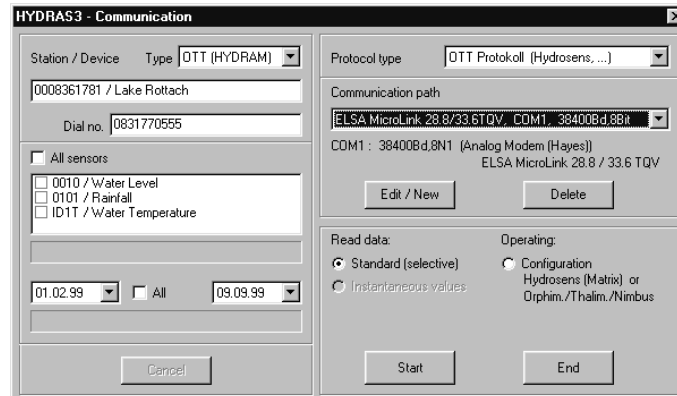 HYDRAS3 - Communication
Station / Device Type OTT (HYDRAM)
0008361781 / Lake Rottach
Dial no. 0831770555
All sensors
0010 / Water Level
0101 / Rainfall
ID1T / Water Temperature
01.02.99 All 09.09.99
Cancel
Protocol type OTT Protokoll (Hydrosens, ...)
Communication path
ELSA MicroLink 28.8/33.6TQV, COM1, 38400Bd,8Bit
COM1 : 38400Bd,8N1 (Analog Modem (Hayes))
ELSA MicroLink 28.8 / 33.6 TQV
Edit / New Delete
Read data: Operating:
Standard (selective) Configuration
Hydrosens (Matrix) or
Instantaneous values
Orphim./Thalim./Nimbus
Start End